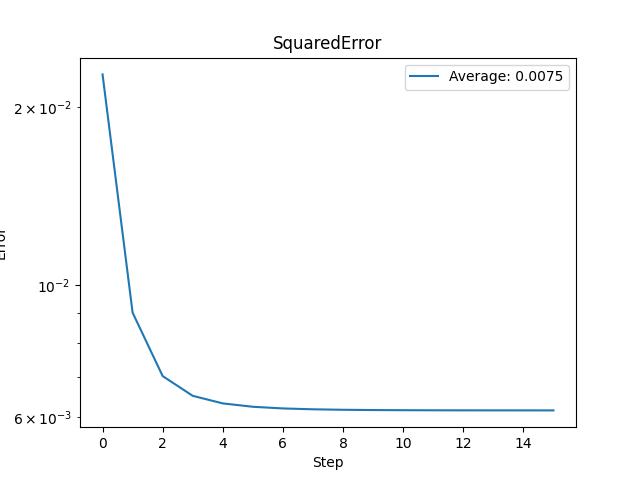 SquaredError
Average: 0.0075
2 × 10⁻²
10⁻²
6 × 10⁻³
Error
0 2 4 6 8 10 12 14
Step